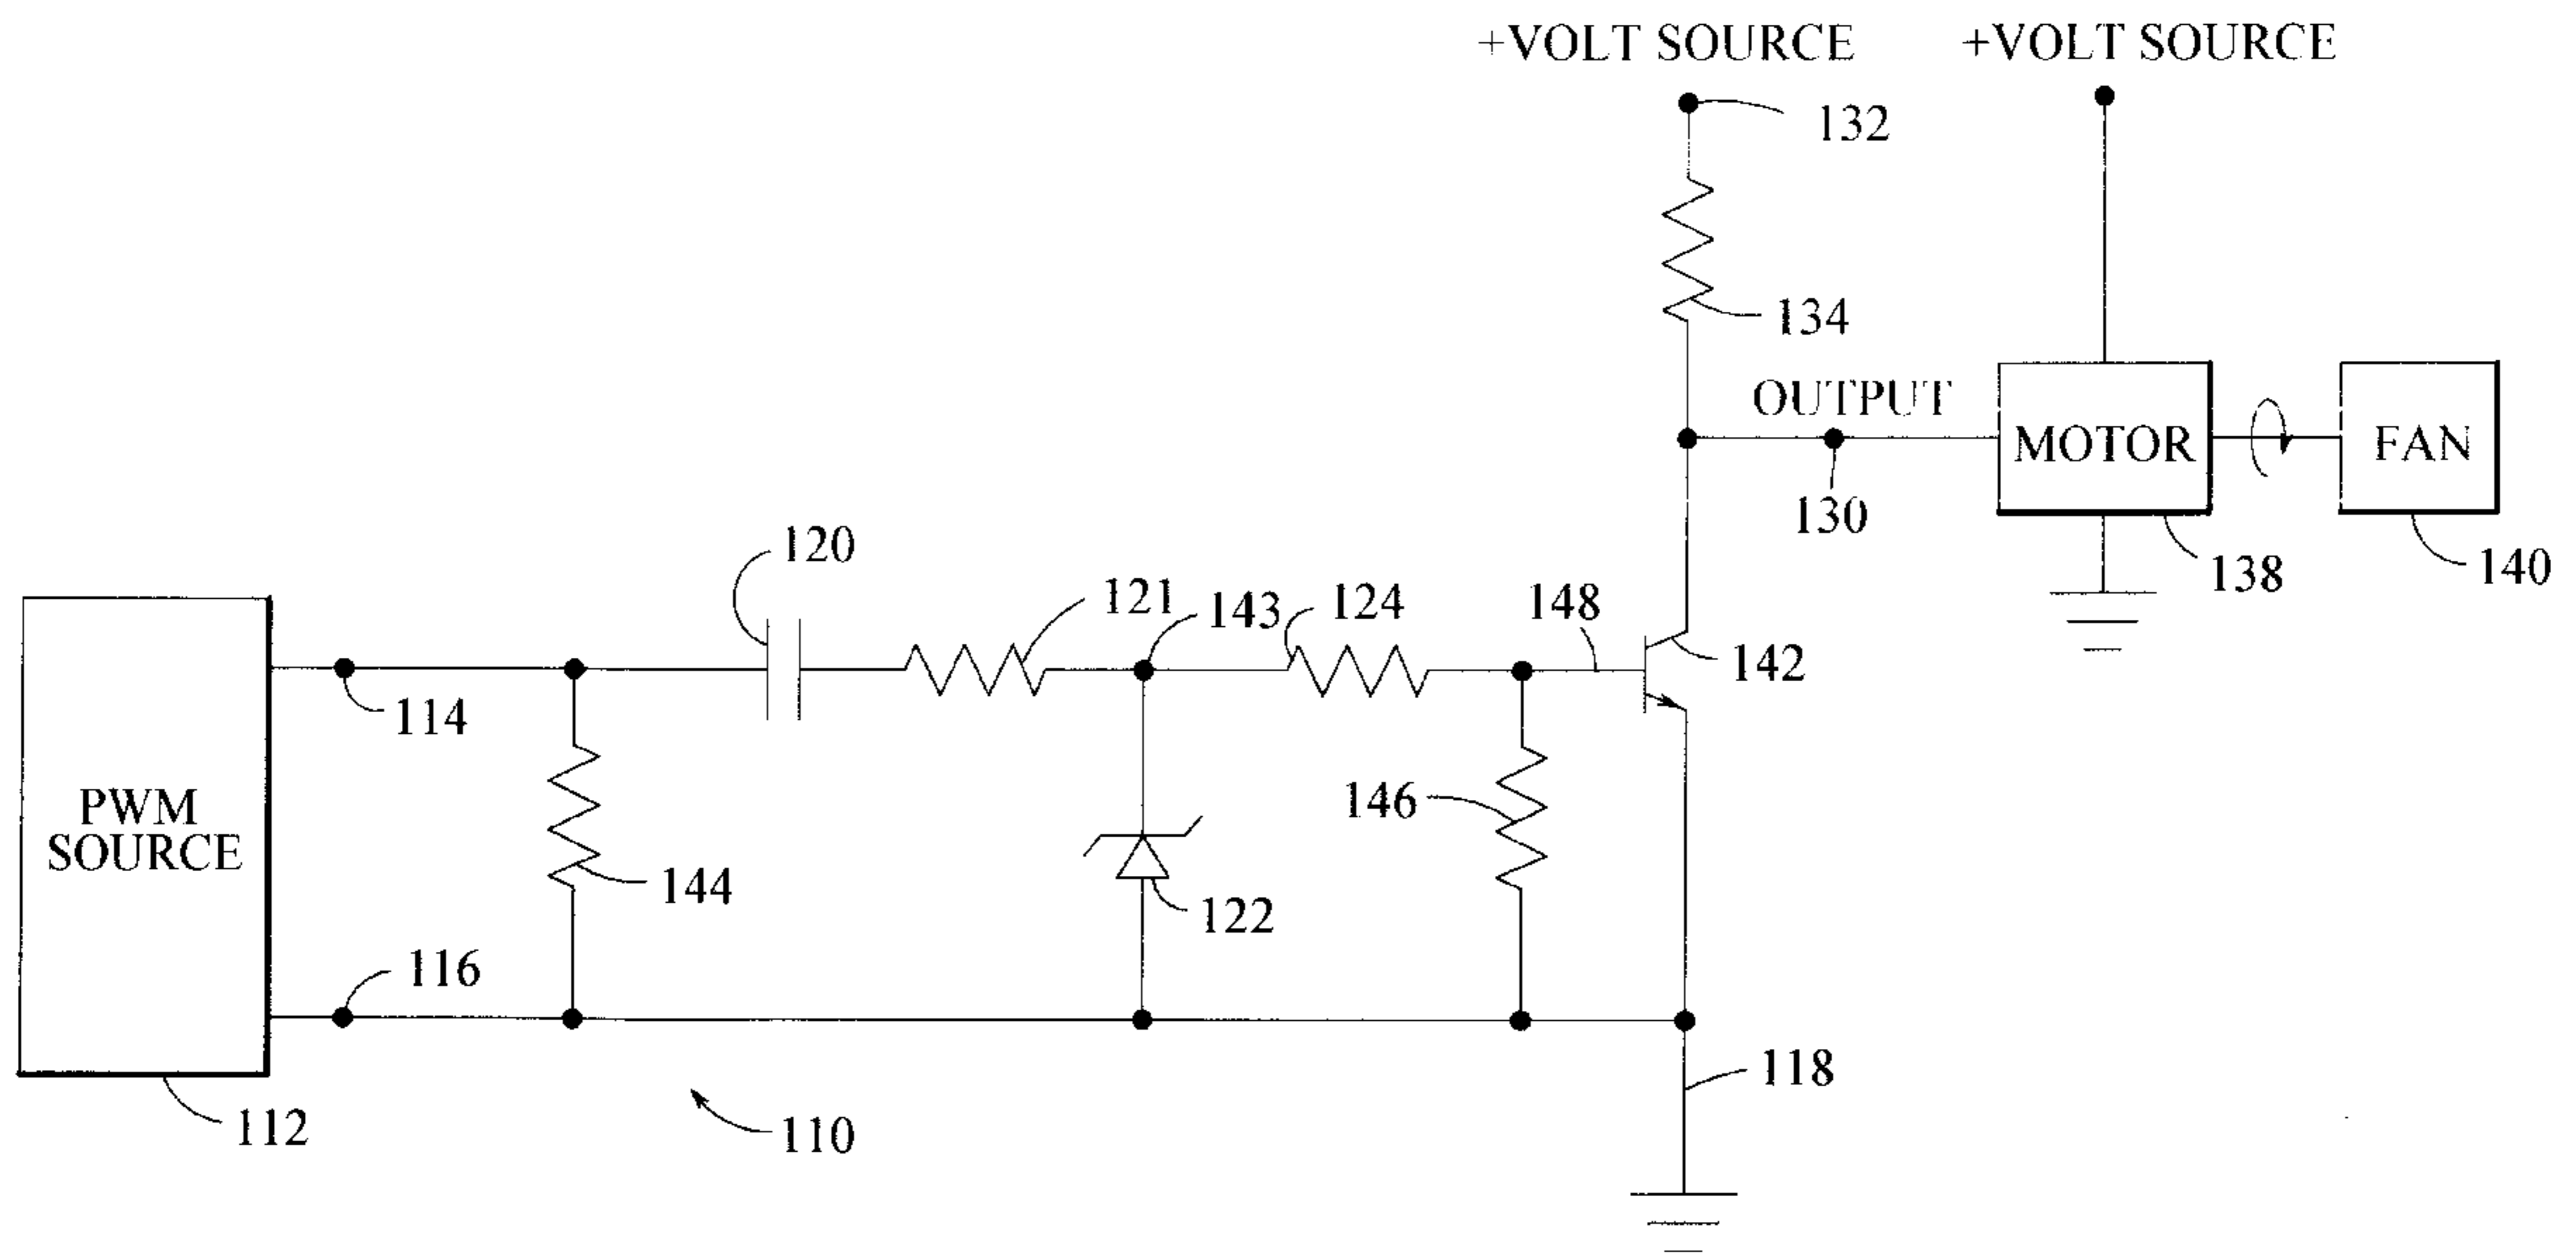 +VOLT SOURCE
+VOLT SOURCE
132
134
OUTPUT
MOTOR
FAN
130
138
140
120
121
143
124
148
142
114
PWM
SOURCE
146
144
122
116
118
112
110